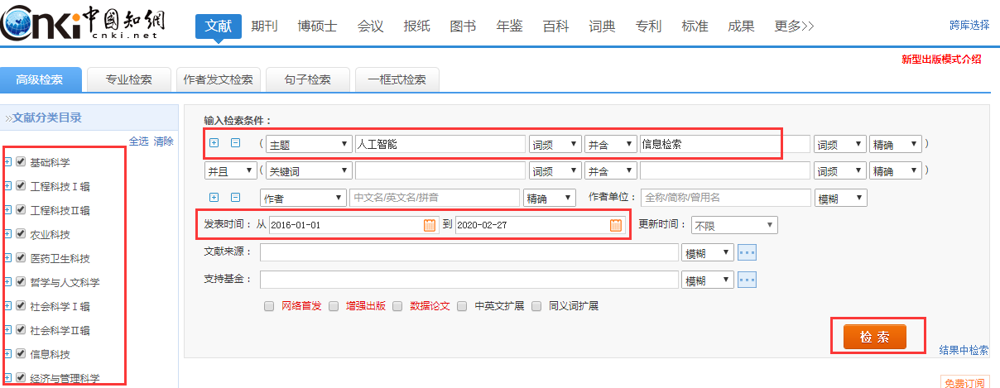 Cnki中國知網
cnki.net
文献 期刊 博硕士 会议 报纸 图书 年鉴 百科 词典 专利 标准 成果 更多>>
跨库选择
新型出版模式介绍
高级检索 专业检索 作者发文检索 句子检索 一框式检索
文献分类目录
全选 清除
基础科学
工程科技Ⅰ辑
工程科技Ⅱ辑
农业科技
医药卫生科技
哲学与人文科学
社会科学Ⅰ辑
社会科学Ⅱ辑
信息科技
经济与管理科学
输入检索条件：
( 主题 人工智能 词频 并含 信息检索 词频 精确 )
并且 ( 关键词 词频 并含 词频 精确 )
作者 中文名/英文名/拼音 精确 作者单位： 全称/简称/曾用名 模糊
发表时间： 从 2016-01-01 到 2020-02-27 更新时间： 不限
文献来源： 模糊 ...
支持基金： 模糊 ...
网络首发 增强出版 数据论文 中英文扩展 同义词扩展
检索
结果中检索
免费订阅